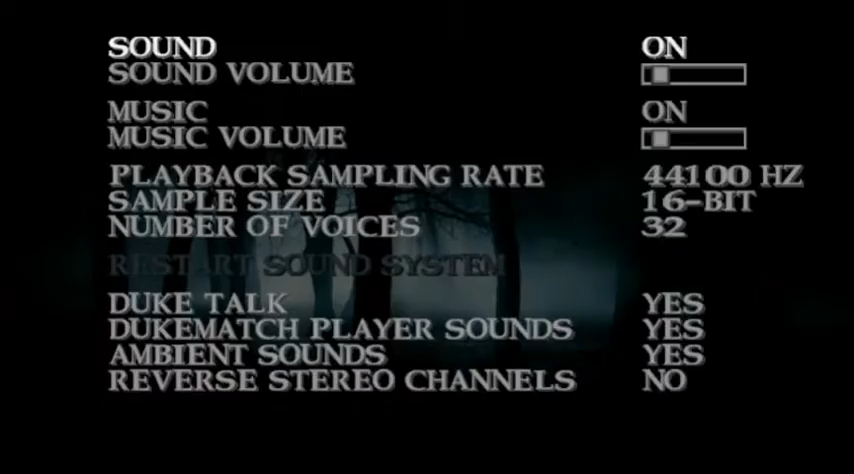 SOUND ON
SOUND VOLUME
MUSIC ON
MUSIC VOLUME
PLAYBACK SAMPLING RATE 44100 HZ
SAMPLE SIZE 16-BIT
NUMBER OF VOICES 32
RESTART SOUND SYSTEM
DUKE TALK YES
DUKEMATCH PLAYER SOUNDS YES
AMBIENT SOUNDS YES
REVERSE STEREO CHANNELS NO